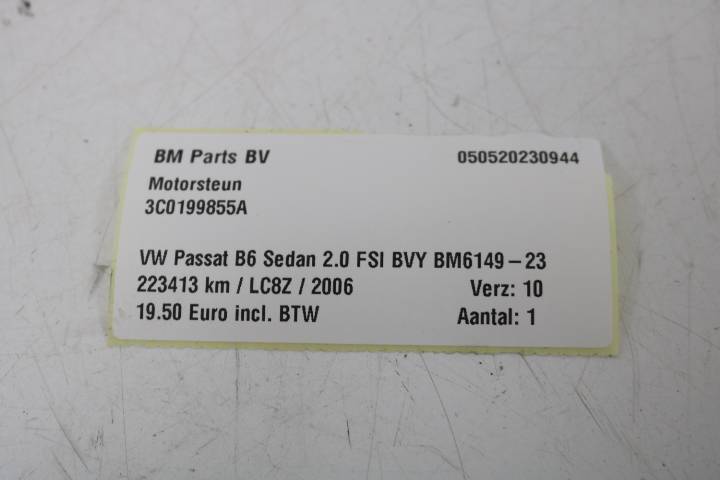 BM Parts BV 050520230944
Motorsteun
3C0199855A
VW Passat B6 Sedan 2.0 FSI BVY BM6149-23
223413 km / LC8Z / 2006 Verz: 10
19.50 Euro incl. BTW Aantal: 1